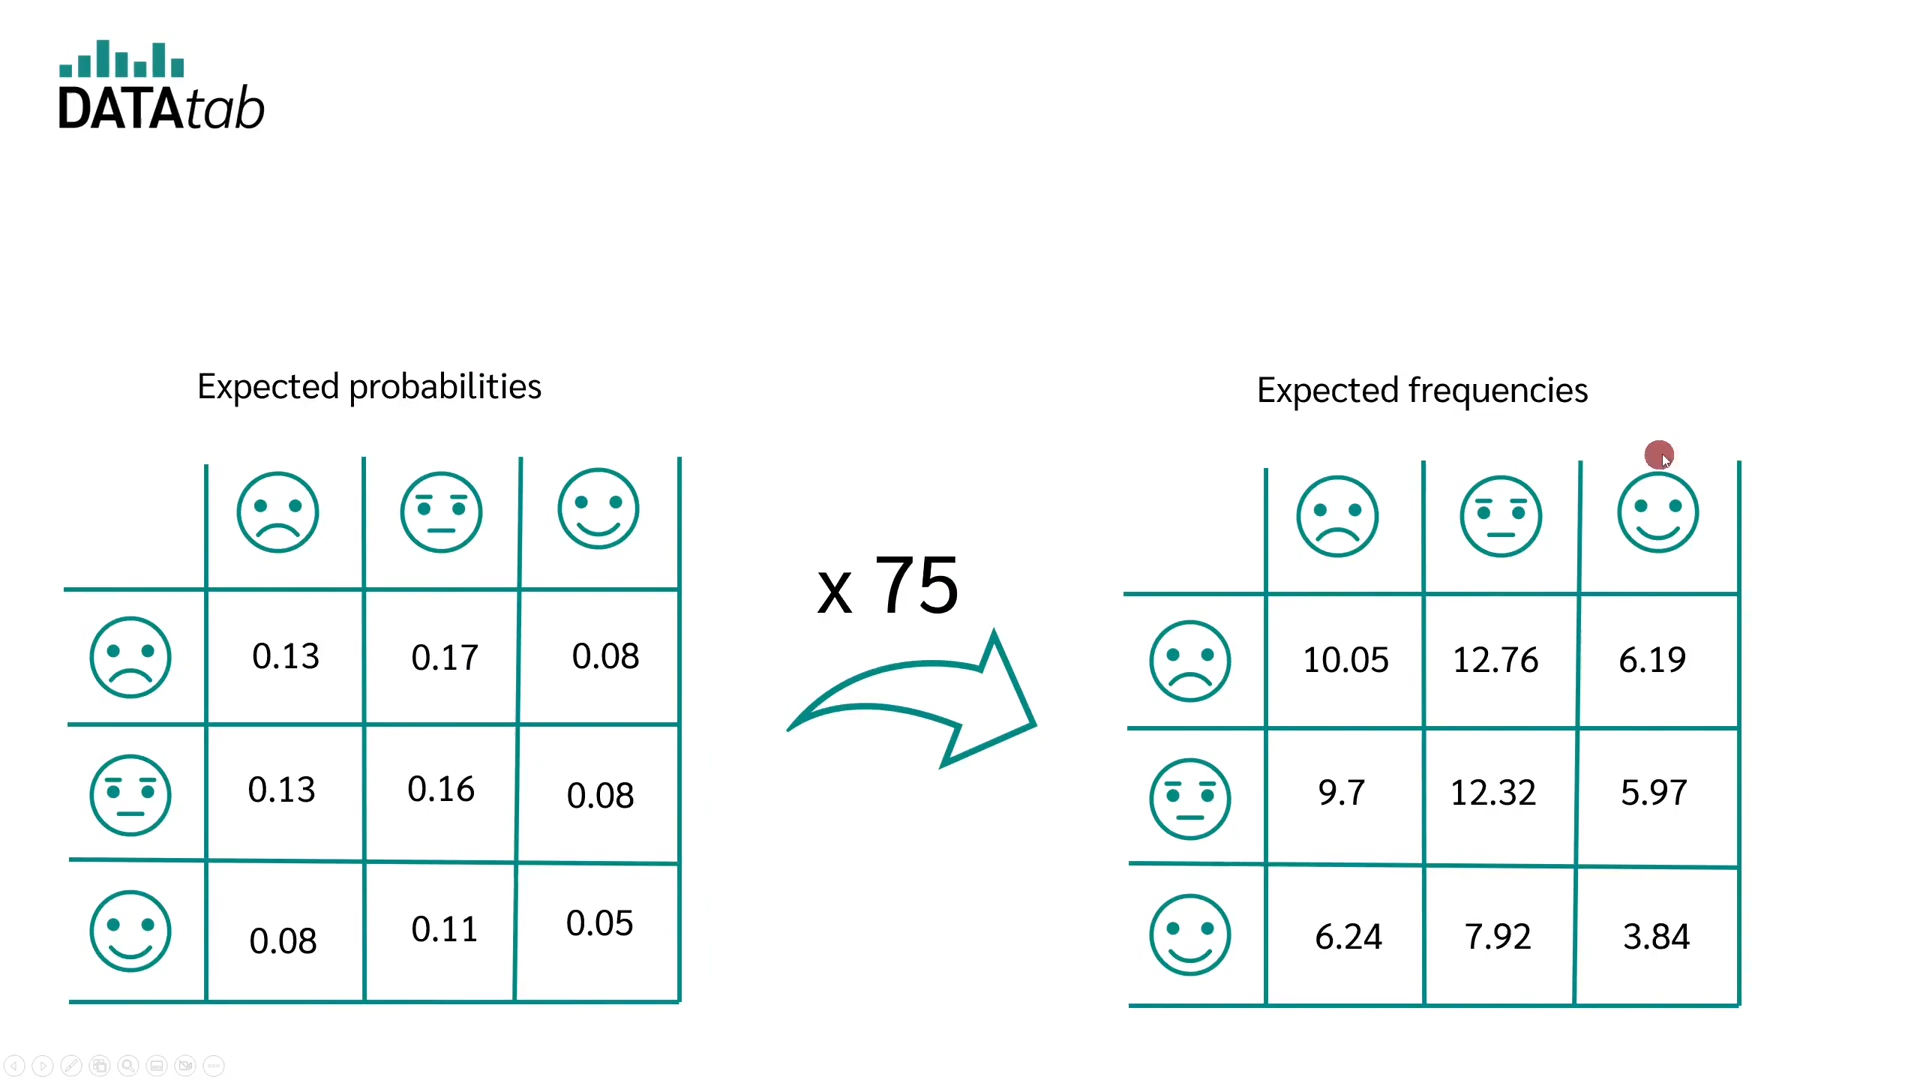 DATAtab
Expected probabilities
0.13 0.17 0.08
0.13 0.16 0.08
0.08 0.11 0.05
x 75
Expected frequencies
10.05 12.76 6.19
9.7 12.32 5.97
6.24 7.92 3.84